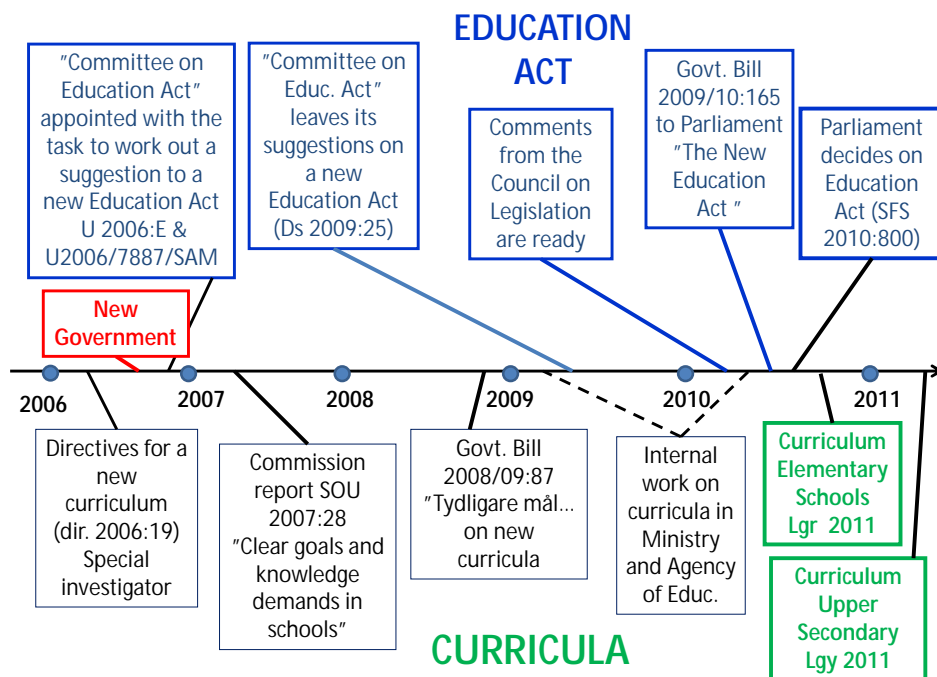 EDUCATION
ACT
"Committee on
Education Act"
appointed with the
task to work out a
suggestion to a
new Education Act
U 2006:E &
U2006/7887/SAM
"Committee on
Educ. Act"
leaves its
suggestions on
a new
Education Act
(Ds 2009:25)
Comments
from the
Council on
Legislation
are ready
Govt. Bill
2009/10:165
to Parliament
"The New
Education
Act "
Parliament
decides on
Education
Act (SFS
2010:800)
New
Government
2006
2007
2008
2009
2010
2011
Directives for a
new
curriculum
(dir. 2006:19)
Special
investigator
Commission
report SOU
2007:28
"Clear goals and
knowledge
demands in
schools"
Govt. Bill
2008/09:87
"Tydligare mål...
on new
curricula
Internal
work on
curricula in
Ministry
and Agency
of Educ.
Curriculum
Elementary
Schools
Lgr 2011
Curriculum
Upper
Secondary
Lgy 2011
CURRICULA